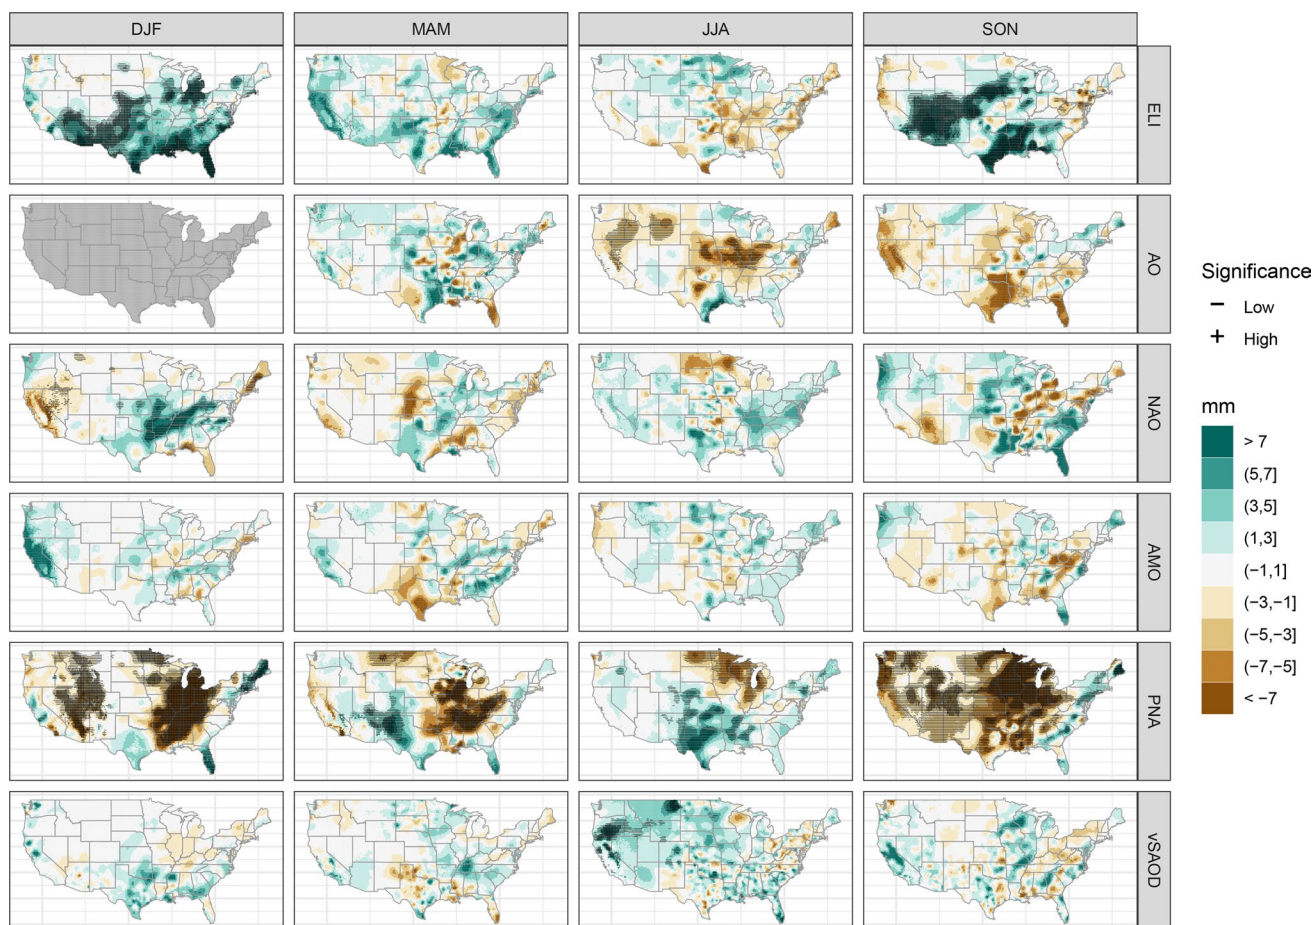 DJF
MAM
JJA
SON
ELI
AO
NAO
AMO
PNA
vSAOD
Significance
− Low
+ High
mm
> 7
(5,7]
(3,5]
(1,3]
(−1,1]
(−3,−1]
(−5,−3]
(−7,−5]
< −7